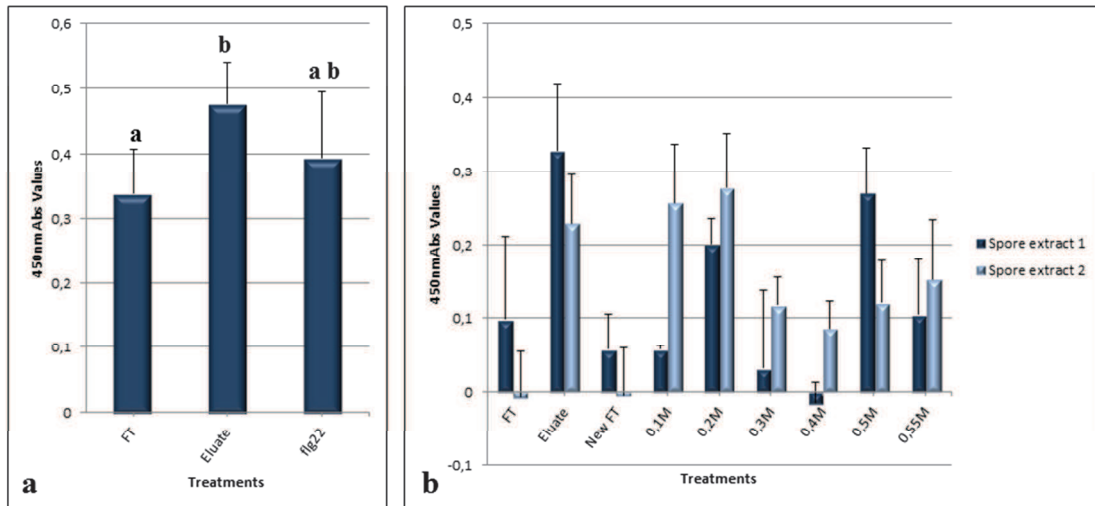 0,6
0,5
0,4
0,3
0,2
0,1
0
450nm Abs Values
a
b
a b
FT
Eluate
flg22
Treatments
a
0,5
0,4
0,3
0,2
0,1
0
-0,1
450nmAbs Values
FT
Eluate
New FT
0,1M
0,2M
0,3M
0,4M
0,5M
0,55M
Treatments
Spore extract 1
Spore extract 2
b